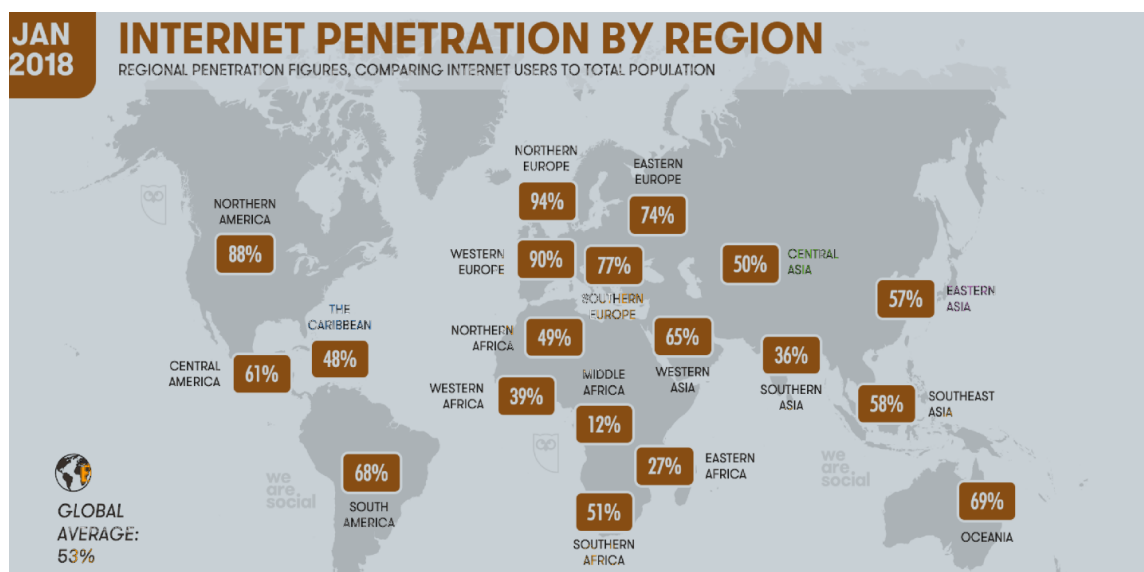 JAN
2018
INTERNET PENETRATION BY REGION
REGIONAL PENETRATION FIGURES, COMPARING INTERNET USERS TO TOTAL POPULATION
NORTHERN
EUROPE
94%
EASTERN
EUROPE
74%
NORTHERN
AMERICA
88%
WESTERN
EUROPE
90%
77%
SOUTHERN
EUROPE
50%
CENTRAL
ASIA
57%
EASTERN
ASIA
THE
CARIBBEAN
48%
CENTRAL
AMERICA
61%
NORTHERN
AFRICA
49%
65%
WESTERN
ASIA
36%
SOUTHERN
ASIA
WESTERN
AFRICA
39%
MIDDLE
AFRICA
12%
58%
SOUTHEAST
ASIA
27%
EASTERN
AFRICA
68%
SOUTH
AMERICA
51%
SOUTHERN
AFRICA
69%
OCEANIA
we
are
social
we
are
social
GLOBAL
AVERAGE:
53%